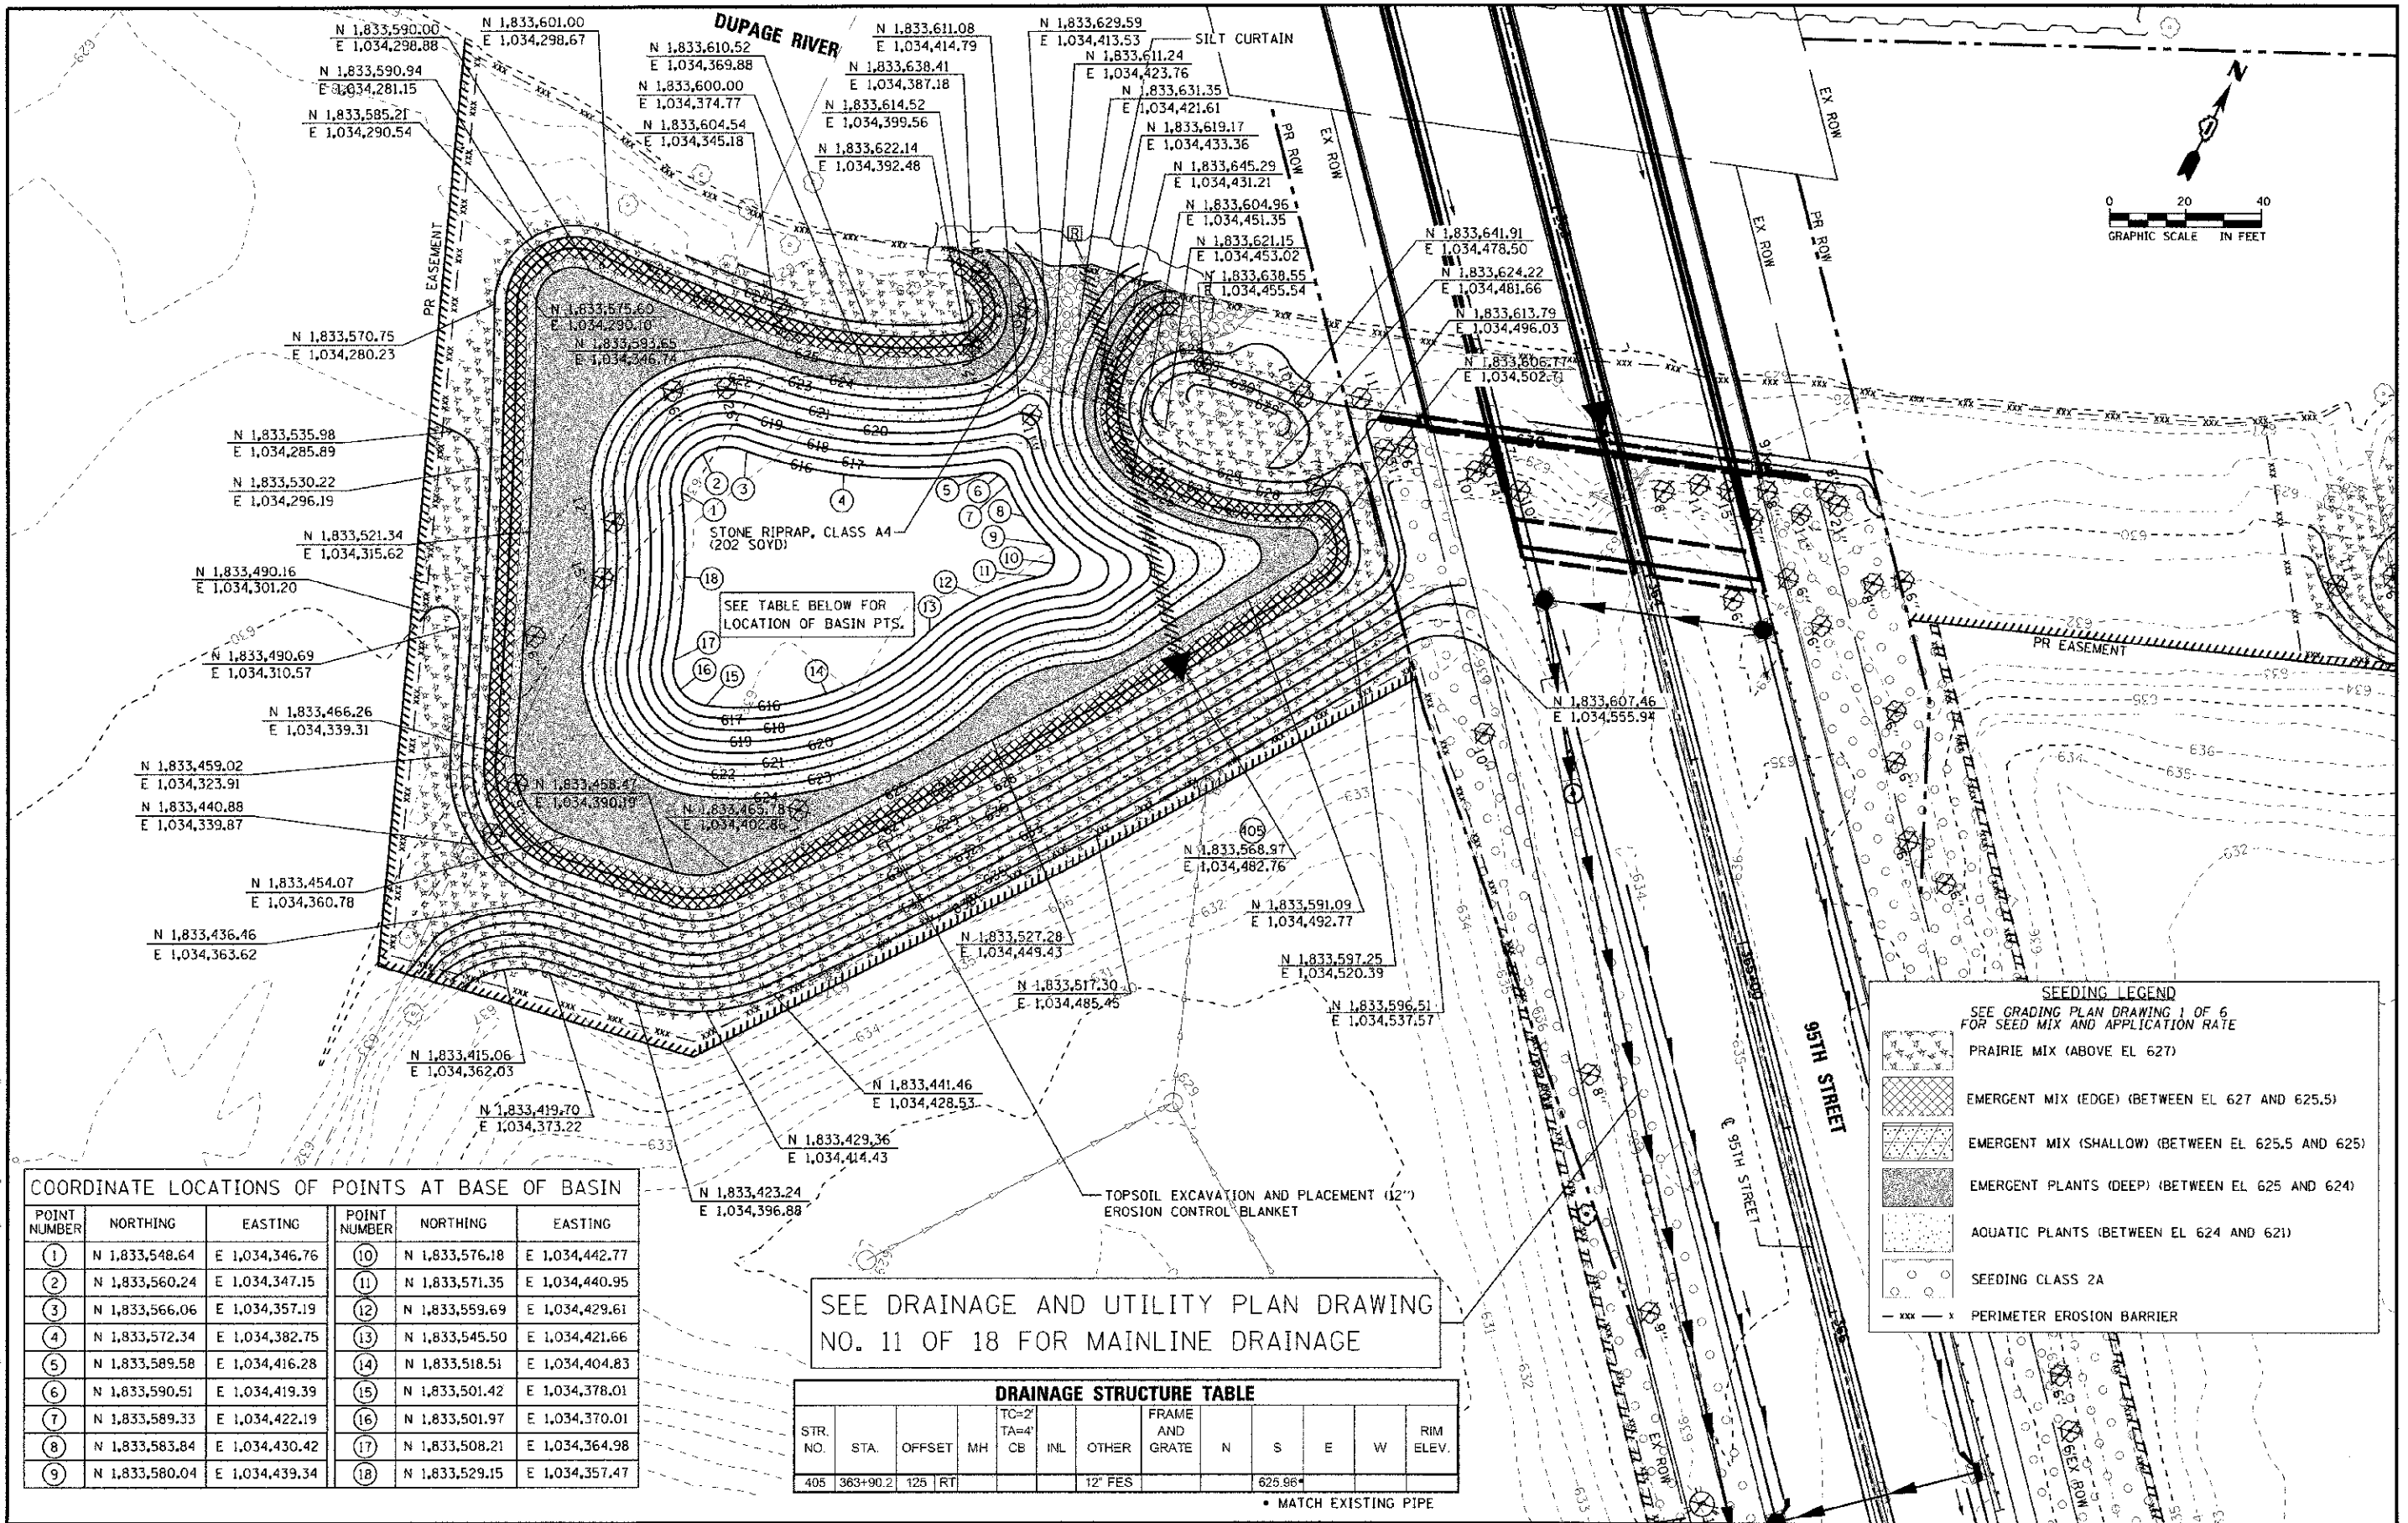 DUPAGE RIVER
N 1,833,590.00
E 1,034,298.88
N 1,833,601.00
E 1,034,298.67
N 1,833,590.94
E 1,034,281.15
N 1,833,585.21
E 1,034,290.54
N 1,833,610.52
E 1,034,369.88
N 1,833,600.00
E 1,034,374.77
N 1,833,604.54
E 1,034,345.18
N 1,833,611.08
E 1,034,414.79
N 1,833,638.41
E 1,034,387.18
N 1,833,614.52
E 1,034,399.56
N 1,833,622.14
E 1,034,392.48
N 1,833,629.59
E 1,034,413.53
SILT CURTAIN
N 1,833,611.24
E 1,034,423.76
N 1,833,631.35
E 1,034,421.61
N 1,833,619.17
E 1,034,433.36
N 1,833,645.29
E 1,034,431.21
N 1,833,604.96
E 1,034,451.35
N 1,833,621.15
E 1,034,453.02
N 1,833,638.55
E 1,034,455.54
N 1,833,641.91
E 1,034,478.50
N 1,833,624.22
E 1,034,481.66
N 1,833,613.79
E 1,034,496.03
N 1,833,606.77
E 1,034,502.71
PR ROW
EX ROW
EX ROW
EX ROW
PR ROW
N
0 20 40
GRAPHIC SCALE IN FEET
PR EASEMENT
N 1,833,575.60
E 1,034,290.10
N 1,833,593.65
E 1,034,346.74
N 1,833,570.75
E 1,034,280.23
N 1,833,535.98
E 1,034,285.89
N 1,833,530.22
E 1,034,296.19
N 1,833,521.34
E 1,034,315.62
N 1,833,490.16
E 1,034,301.20
N 1,833,490.69
E 1,034,310.57
N 1,833,466.26
E 1,034,339.31
N 1,833,459.02
E 1,034,323.91
N 1,833,440.88
E 1,034,339.87
N 1,833,454.07
E 1,034,360.78
N 1,833,436.46
E 1,034,363.62
N 1,833,458.47
E 1,034,390.19
N 1,833,465.78
E 1,034,402.86
STONE RIPRAP, CLASS A4
(202 SQYD)
SEE TABLE BELOW FOR
LOCATION OF BASIN PTS.
N 1,833,607.46
E 1,034,555.94
PR EASEMENT
405
N 1,833,568.97
E 1,034,482.76
N 1,833,591.09
E 1,034,492.77
N 1,833,527.28
E 1,034,449.43
N 1,833,597.25
E 1,034,520.39
N 1,833,517.30
E 1,034,485.45
N 1,833,596.51
E 1,034,537.57
N 1,833,415.06
E 1,034,362.03
N 1,833,419.70
E 1,034,373.22
N 1,833,441.46
E 1,034,428.53
N 1,833,429.36
E 1,034,414.43
N 1,833,423.24
E 1,034,396.88
TOPSOIL EXCAVATION AND PLACEMENT (12")
EROSION CONTROL BLANKET
95TH STREET
℄ 95TH STREET
SEEDING LEGEND
SEE GRADING PLAN DRAWING 1 OF 6
FOR SEED MIX AND APPLICATION RATE
PRAIRIE MIX (ABOVE EL 627)
EMERGENT MIX (EDGE) (BETWEEN EL 627 AND 625.5)
EMERGENT MIX (SHALLOW) (BETWEEN EL 625.5 AND 625)
EMERGENT PLANTS (DEEP) (BETWEEN EL 625 AND 624)
AQUATIC PLANTS (BETWEEN EL 624 AND 621)
SEEDING CLASS 2A
PERIMETER EROSION BARRIER
COORDINATE LOCATIONS OF POINTS AT BASE OF BASIN
POINT NUMBER NORTHING EASTING POINT NUMBER NORTHING EASTING
1 N 1,833,548.64 E 1,034,346.76 10 N 1,833,576.18 E 1,034,442.77
2 N 1,833,560.24 E 1,034,347.15 11 N 1,833,571.35 E 1,034,440.95
3 N 1,833,566.06 E 1,034,357.19 12 N 1,833,559.69 E 1,034,429.61
4 N 1,833,572.34 E 1,034,382.75 13 N 1,833,545.50 E 1,034,421.66
5 N 1,833,589.58 E 1,034,416.28 14 N 1,833,518.51 E 1,034,404.83
6 N 1,833,590.51 E 1,034,419.39 15 N 1,833,501.42 E 1,034,378.01
7 N 1,833,589.33 E 1,034,422.19 16 N 1,833,501.97 E 1,034,370.01
8 N 1,833,583.84 E 1,034,430.42 17 N 1,833,508.21 E 1,034,364.98
9 N 1,833,580.04 E 1,034,439.34 18 N 1,833,529.15 E 1,034,357.47
SEE DRAINAGE AND UTILITY PLAN DRAWING
NO. 11 OF 18 FOR MAINLINE DRAINAGE
DRAINAGE STRUCTURE TABLE
STR. NO. STA. OFFSET MH TC=2' TA=4' CB INL OTHER FRAME AND GRATE N S E W RIM ELEV.
405 363+90.2 125 RT 12" FES 625.96*
* MATCH EXISTING PIPE
EX ROW
EX ROW